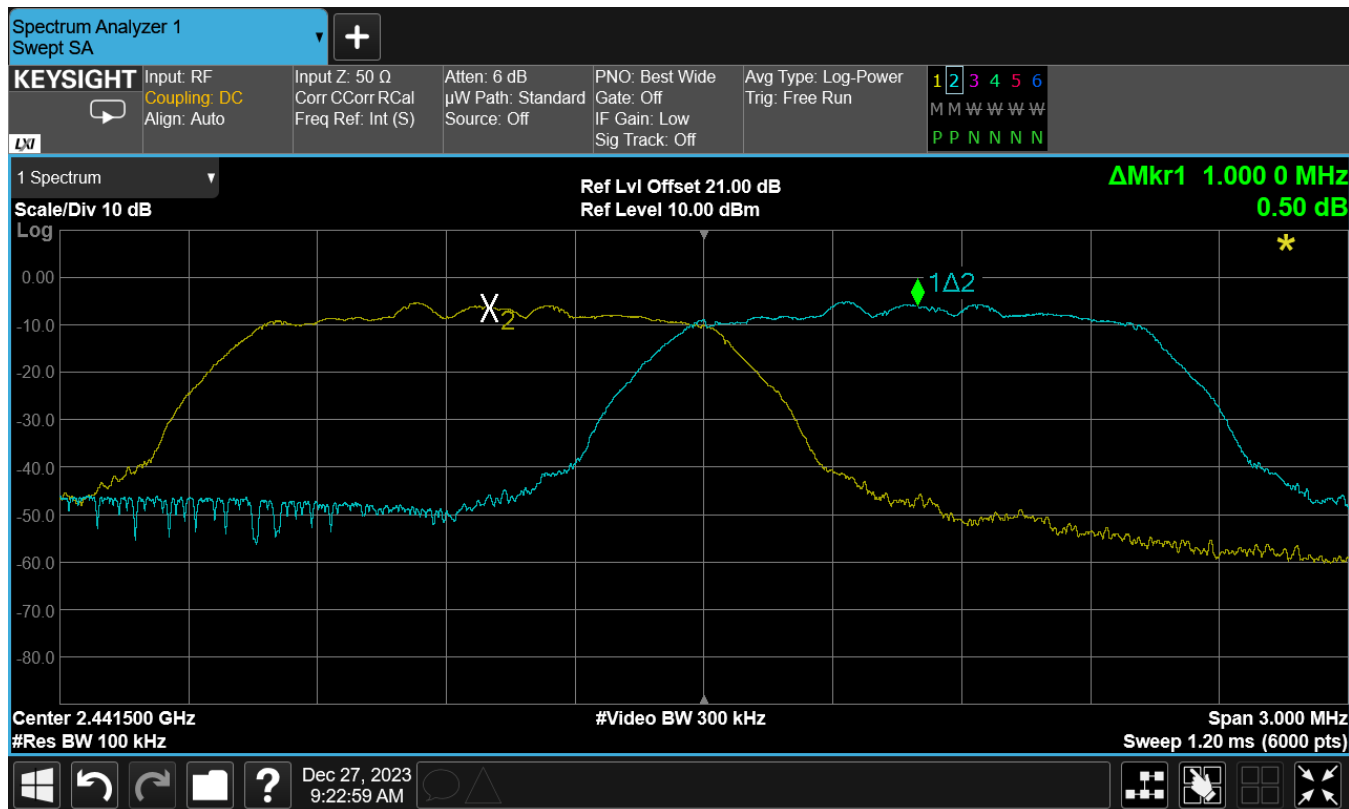 Spectrum Analyzer 1
Swept SA
KEYSIGHT
LXI
Input: RF
Coupling: DC
Align: Auto
Input Z: 50 Ω
Corr CCorr RCal
Freq Ref: Int (S)
Atten: 6 dB
µW Path: Standard
Source: Off
PNO: Best Wide
Gate: Off
IF Gain: Low
Sig Track: Off
Avg Type: Log-Power
Trig: Free Run
1 2 3 4 5 6
M M W W W W
P P N N N N
1 Spectrum
Scale/Div 10 dB
Ref Lvl Offset 21.00 dB
Ref Level 10.00 dBm
ΔMkr1 1.000 0 MHz
0.50 dB
Log
0.00
-10.0
-20.0
-30.0
-40.0
-50.0
-60.0
-70.0
-80.0
X2
1Δ2
*
Center 2.441500 GHz
#Res BW 100 kHz
#Video BW 300 kHz
Span 3.000 MHz
Sweep 1.20 ms (6000 pts)
?
Dec 27, 2023
9:22:59 AM